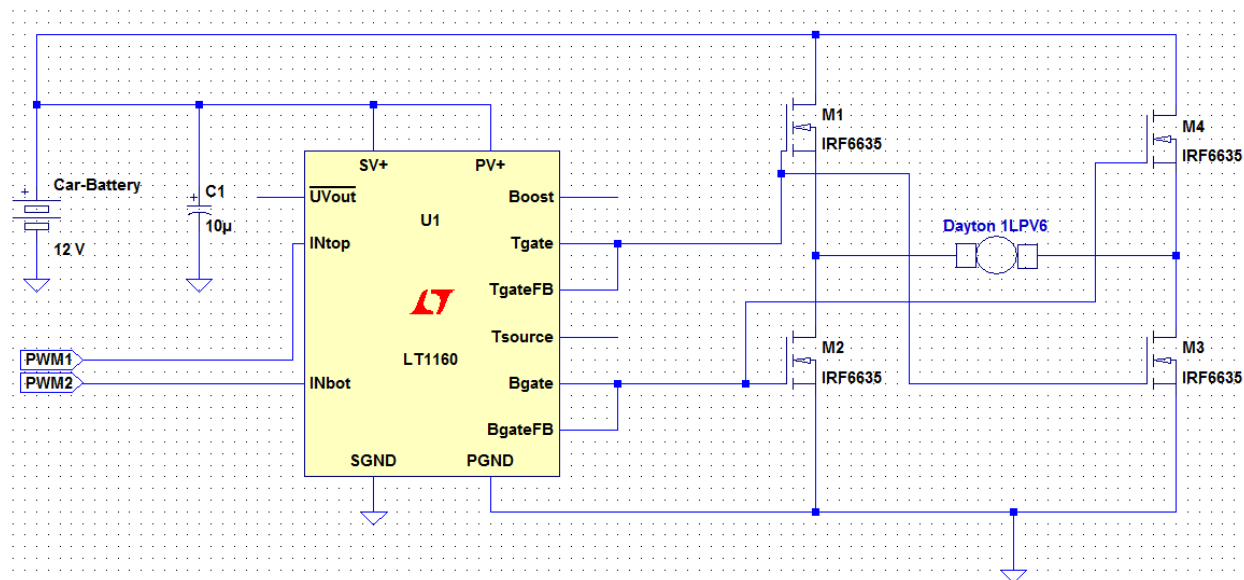 M1
IRF6635
M4
IRF6635
SV+
PV+
Car-Battery
12 V
C1
10µ
UVout
U1
Boost
INtop
Tgate
Dayton 1LPV6
TgateFB
Tsource
LT1160
PWM1
PWM2
INbot
Bgate
BgateFB
SGND
PGND
M2
IRF6635
M3
IRF6635